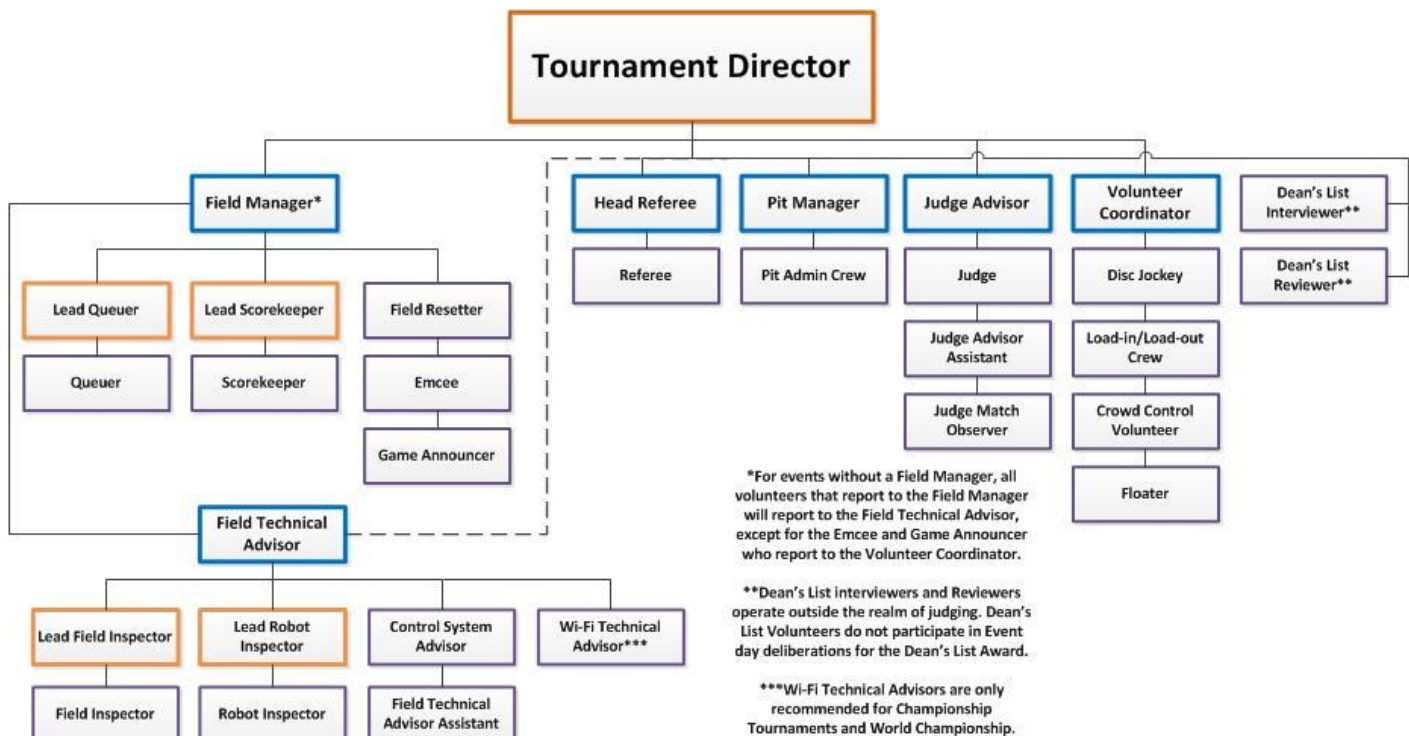 Tournament Director
Field Manager*
Head Referee
Pit Manager
Judge Advisor
Volunteer
Coordinator
Dean's List
Interviewer**
Referee
Pit Admin Crew
Judge
Disc Jockey
Dean's List
Reviewer**
Lead Queuer
Lead Scorekeeper
Field Resetter
Judge Advisor
Assistant
Load-in/Load-out
Crew
Queuer
Scorekeeper
Emcee
Judge Match
Observer
Crowd Control
Volunteer
Game Announcer
Floater
*For events without a Field Manager, all
volunteers that report to the Field Manager
will report to the Field Technical Advisor,
except for the Emcee and Game Announcer
who report to the Volunteer Coordinator.
Field Technical
Advisor
**Dean's List interviewers and Reviewers
operate outside the realm of judging. Dean's
List Volunteers do not participate in Event
day deliberations for the Dean's List Award.
Lead Field Inspector
Lead Robot
Inspector
Control System
Advisor
Wi-Fi Technical
Advisor***
Field Inspector
Robot Inspector
Field Technical
Advisor Assistant
***Wi-Fi Technical Advisors are only
recommended for Championship
Tournaments and World Championship.